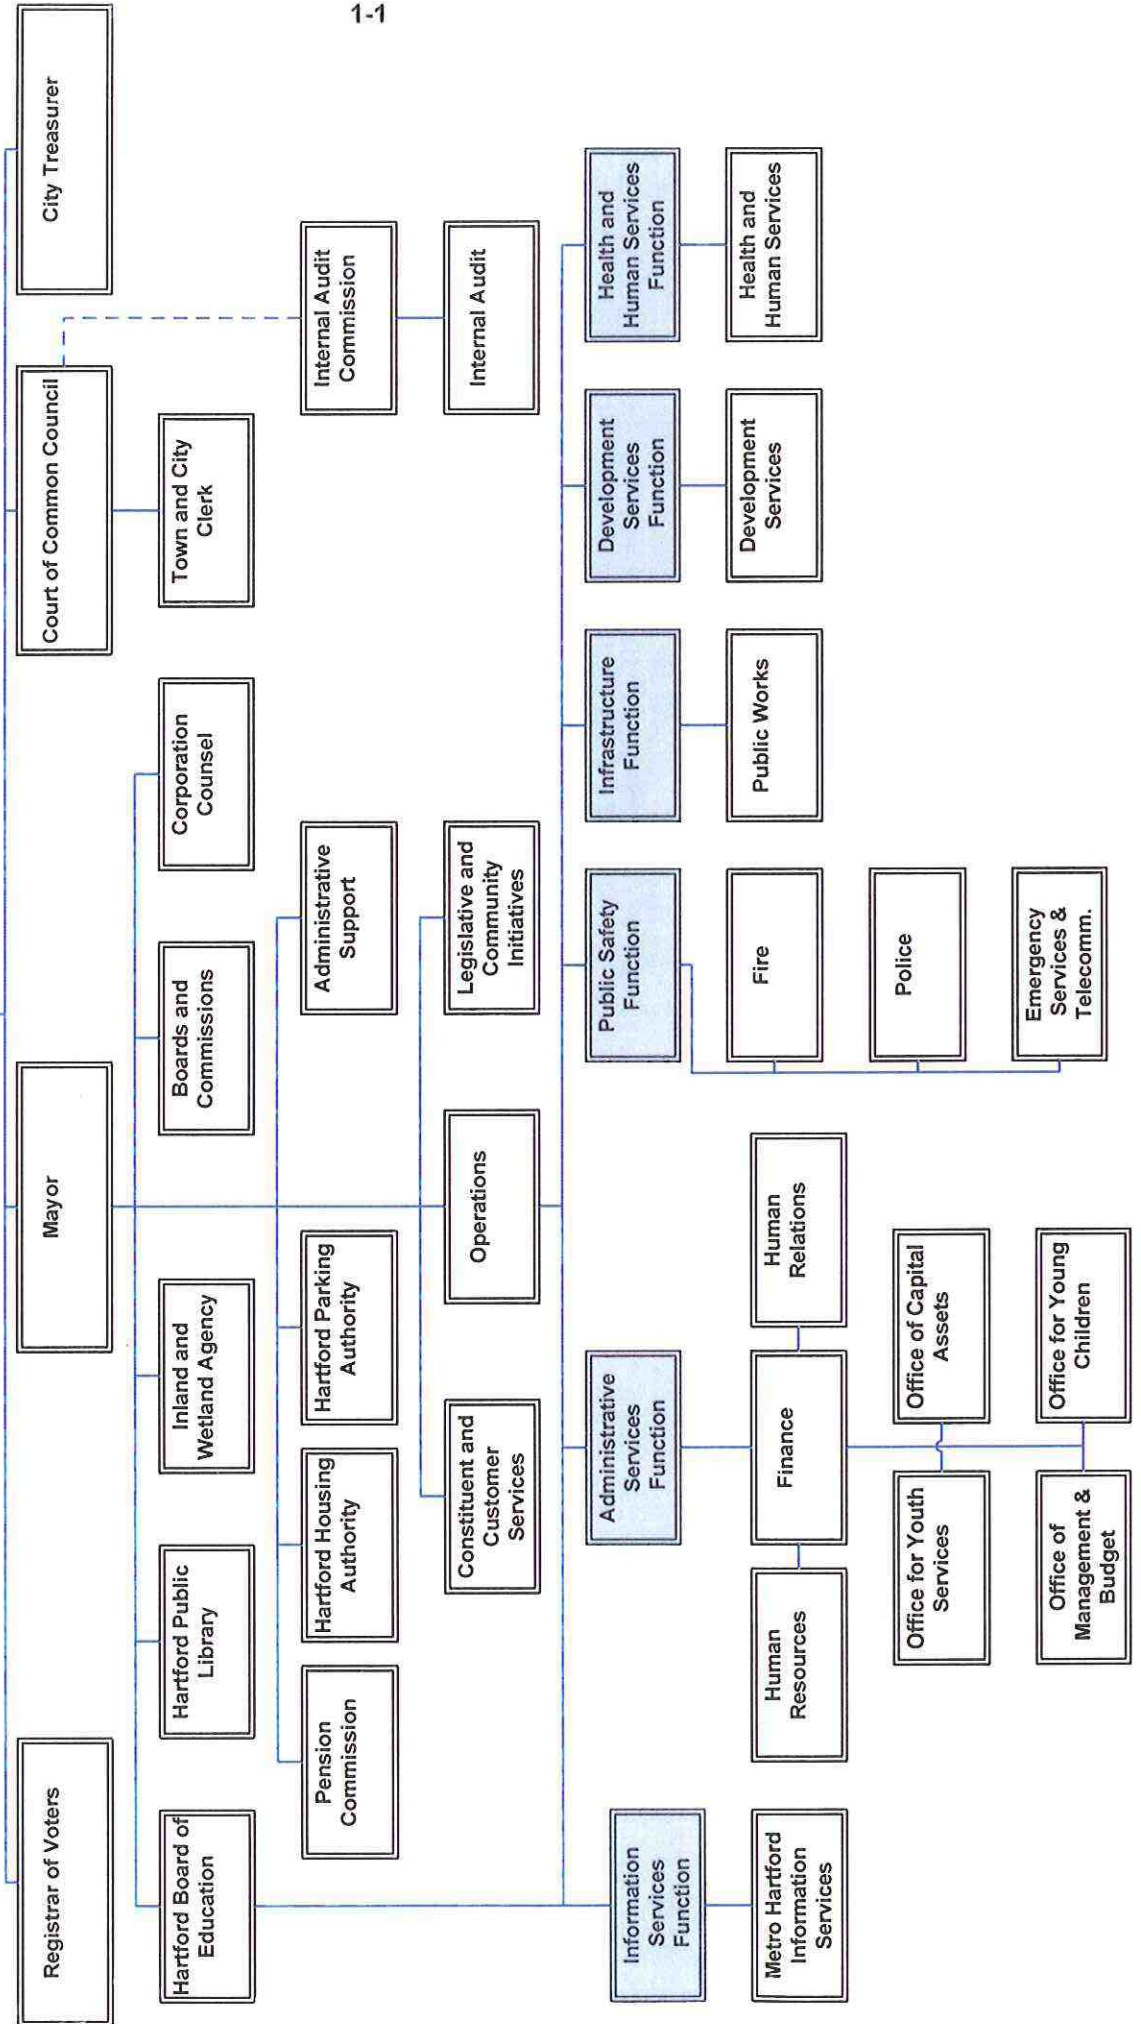 1-1
Registrar of Voters
Mayor
Court of Common Council
City Treasurer
Hartford Board of
Education
Hartford Public
Library
Inland and
Wetland Agency
Boards and
Commissions
Corporation
Counsel
Town and City
Clerk
Pension
Commission
Hartford Housing
Authority
Hartford Parking
Authority
Administrative
Support
Internal Audit
Commission
Constituent and
Customer
Services
Operations
Legislative and
Community
Initiatives
Internal Audit
Information
Services
Function
Administrative
Services
Function
Public Safety
Function
Infrastructure
Function
Development
Services
Function
Health and
Human Services
Function
Metro Hartford
Information
Services
Human
Resources
Finance
Human
Relations
Fire
Public Works
Development
Services
Health and
Human Services
Office for Youth
Services
Office of Capital
Assets
Police
Office of
Management &
Budget
Office for Young
Children
Emergency
Services &
Telecomm.